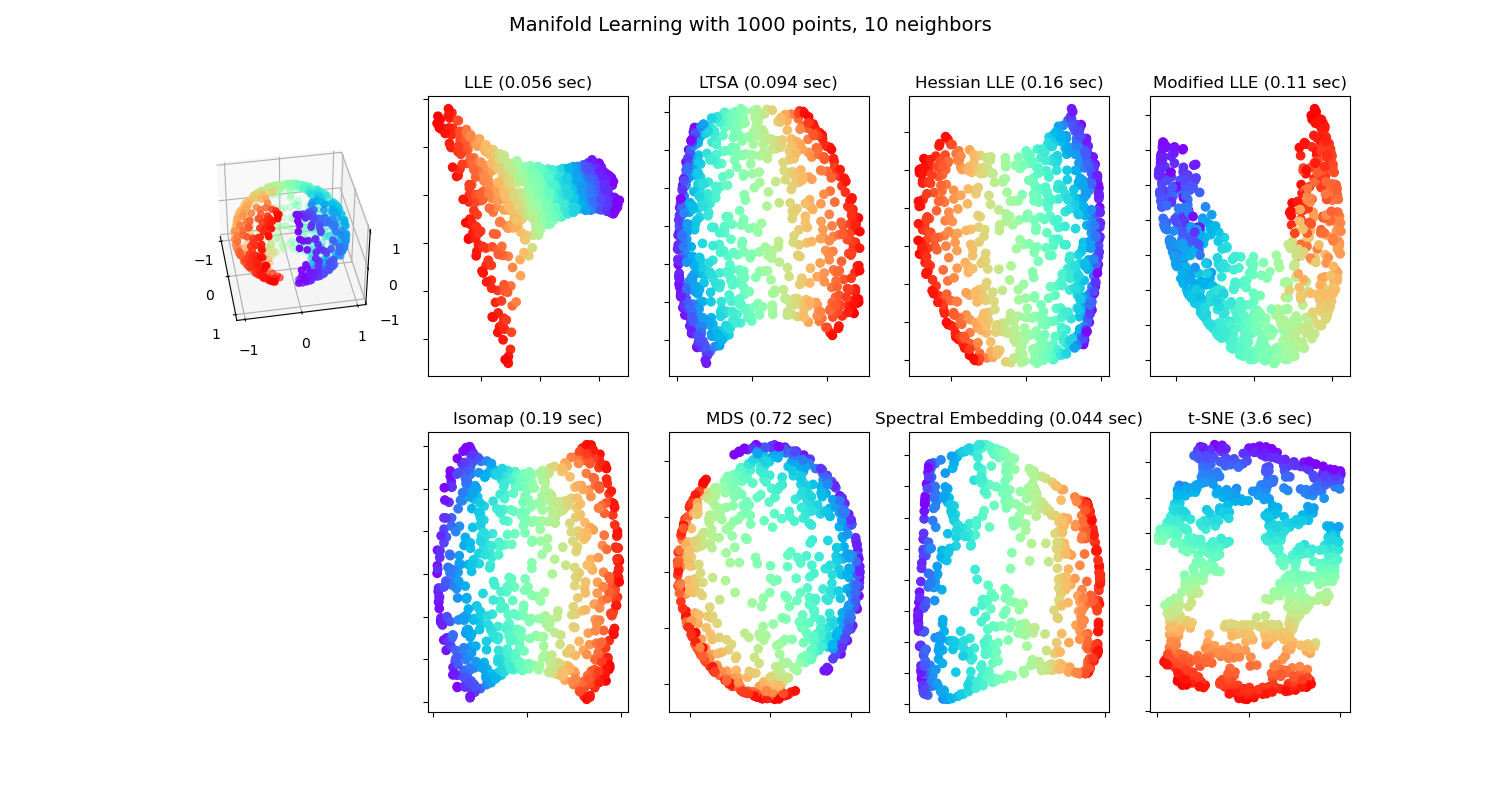 Manifold Learning with 1000 points, 10 neighbors
LLE (0.056 sec)
LTSA (0.094 sec)
Hessian LLE (0.16 sec)
Modified LLE (0.11 sec)
−1
0
1
−1
0
1
1
0
−1
Isomap (0.19 sec)
MDS (0.72 sec)
Spectral Embedding (0.044 sec)
t-SNE (3.6 sec)